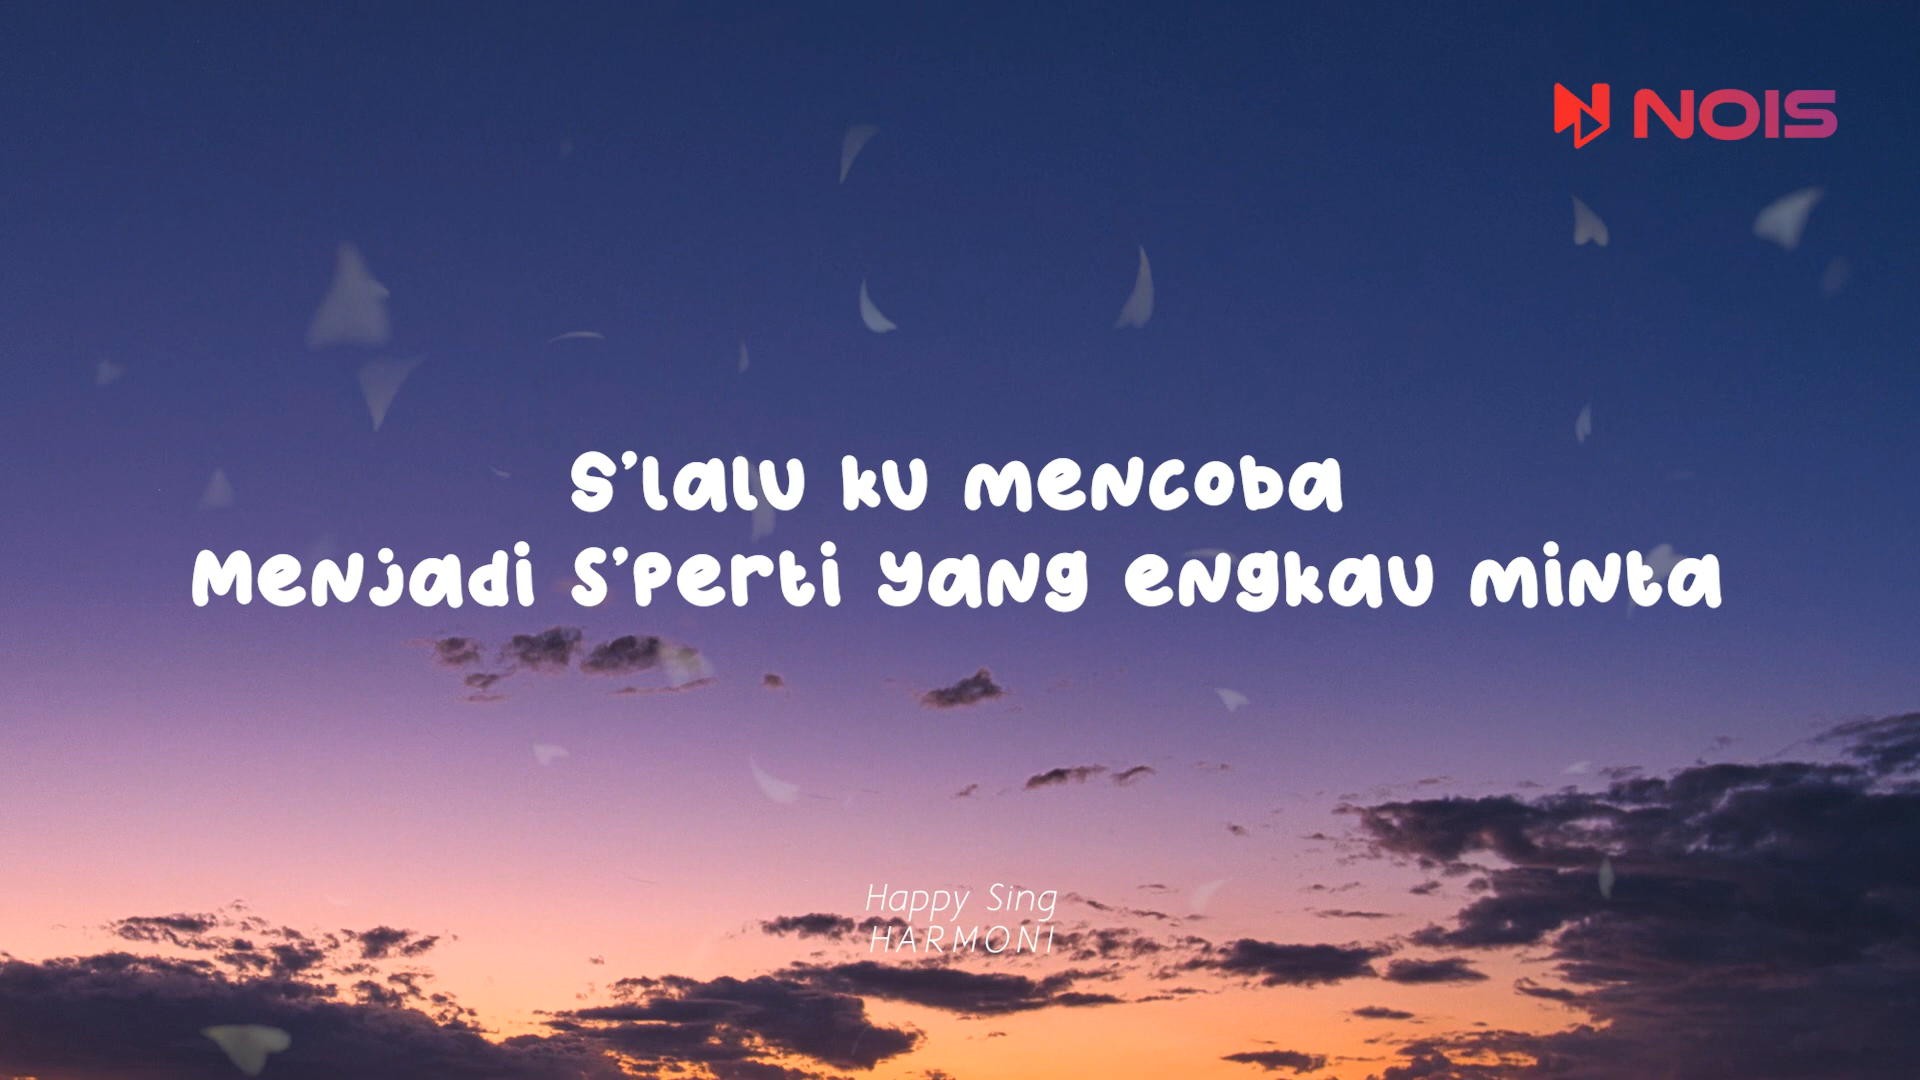 NOIS
S'lalu ku mencoba
Menjadi s'perti yang engkau minta
Happy Sing
HARMONI